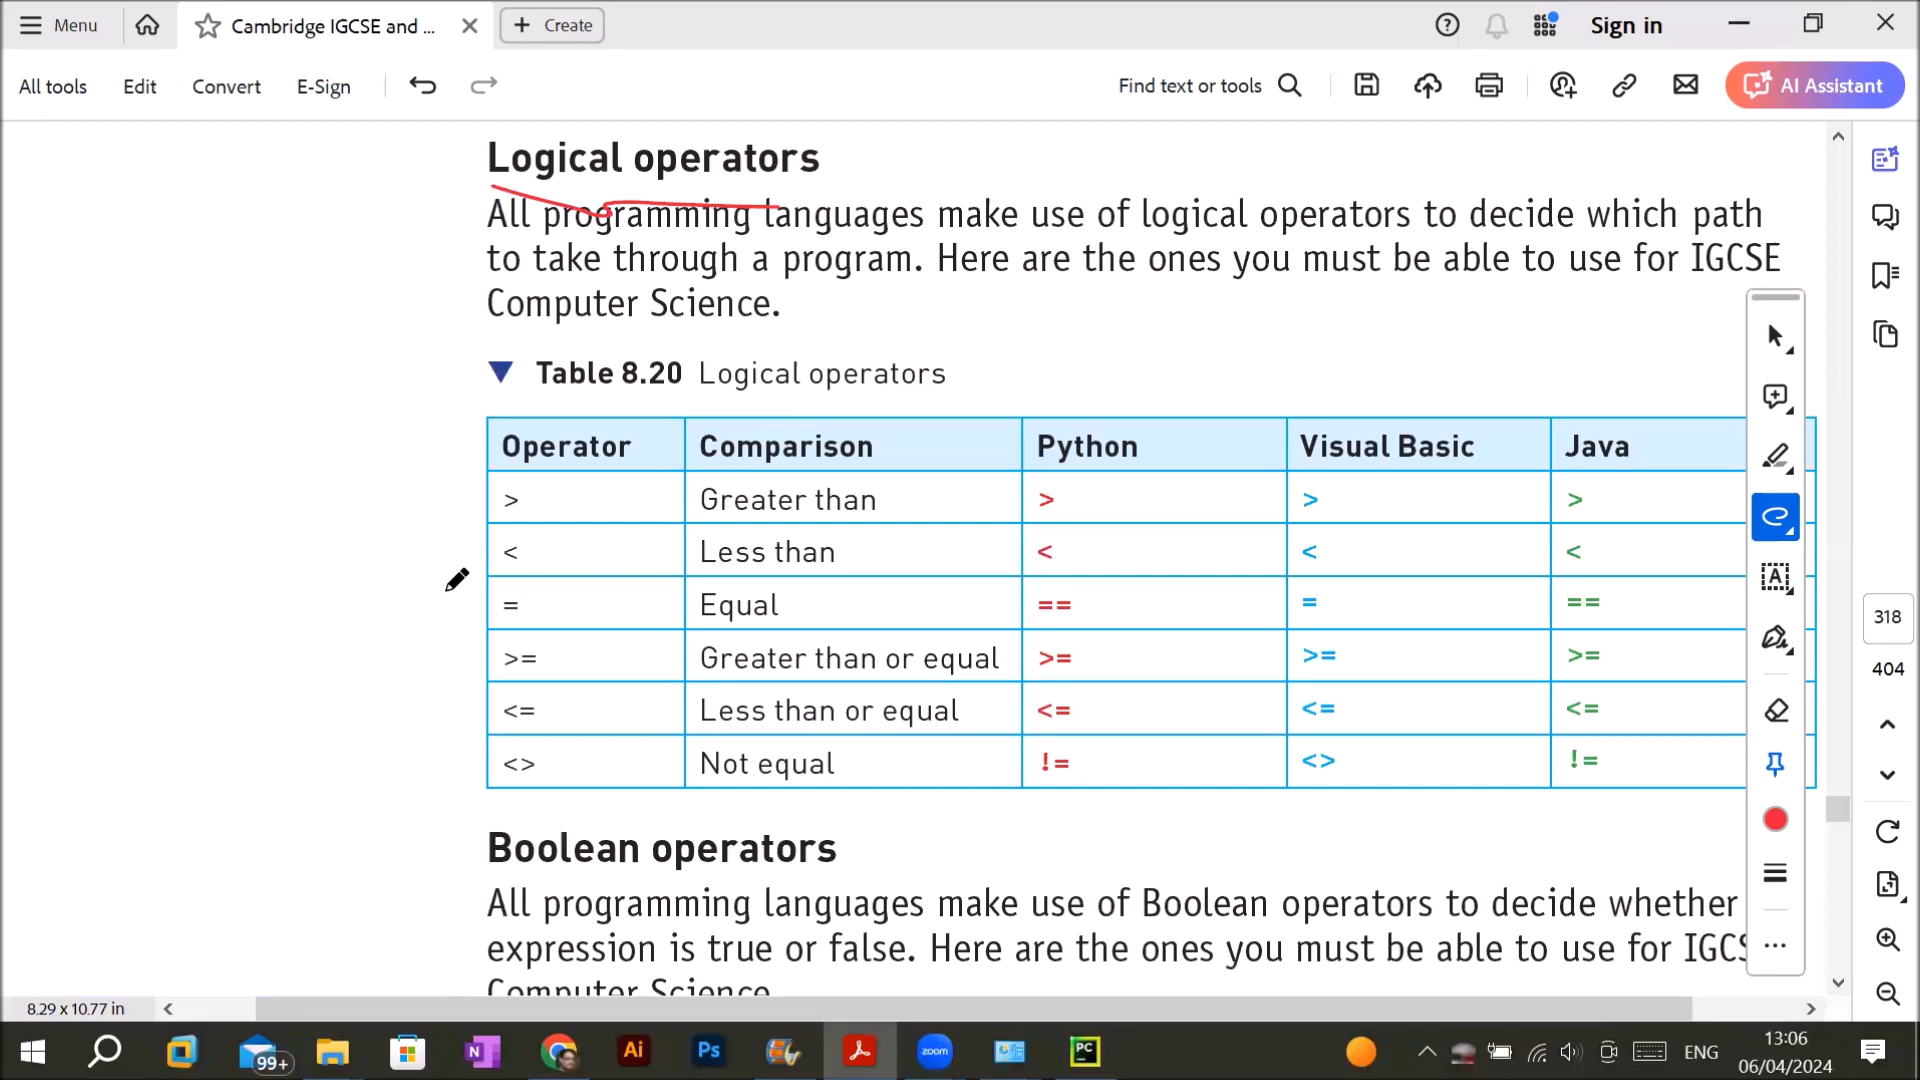 Menu
Cambridge IGCSE and ...
Create
Sign in
All tools
Edit
Convert
E-Sign
Find text or tools
AI Assistant
Logical operators
All programming languages make use of logical operators to decide which path
to take through a program. Here are the ones you must be able to use for IGCSE
Computer Science.
▼ Table 8.20 Logical operators
Operator Comparison Python Visual Basic Java
> Greater than > > >
< Less than < < <
= Equal == = ==
>= Greater than or equal >= >= >=
<= Less than or equal <= <= <=
<> Not equal != <> !=
318
404
Boolean operators
All programming languages make use of Boolean operators to decide whether
expression is true or false. Here are the ones you must be able to use for IGCS
Computer Science
8.29 x 10.77 in
99+
N
Ai
Ps
zoom
PC
ENG
13:06
06/04/2024